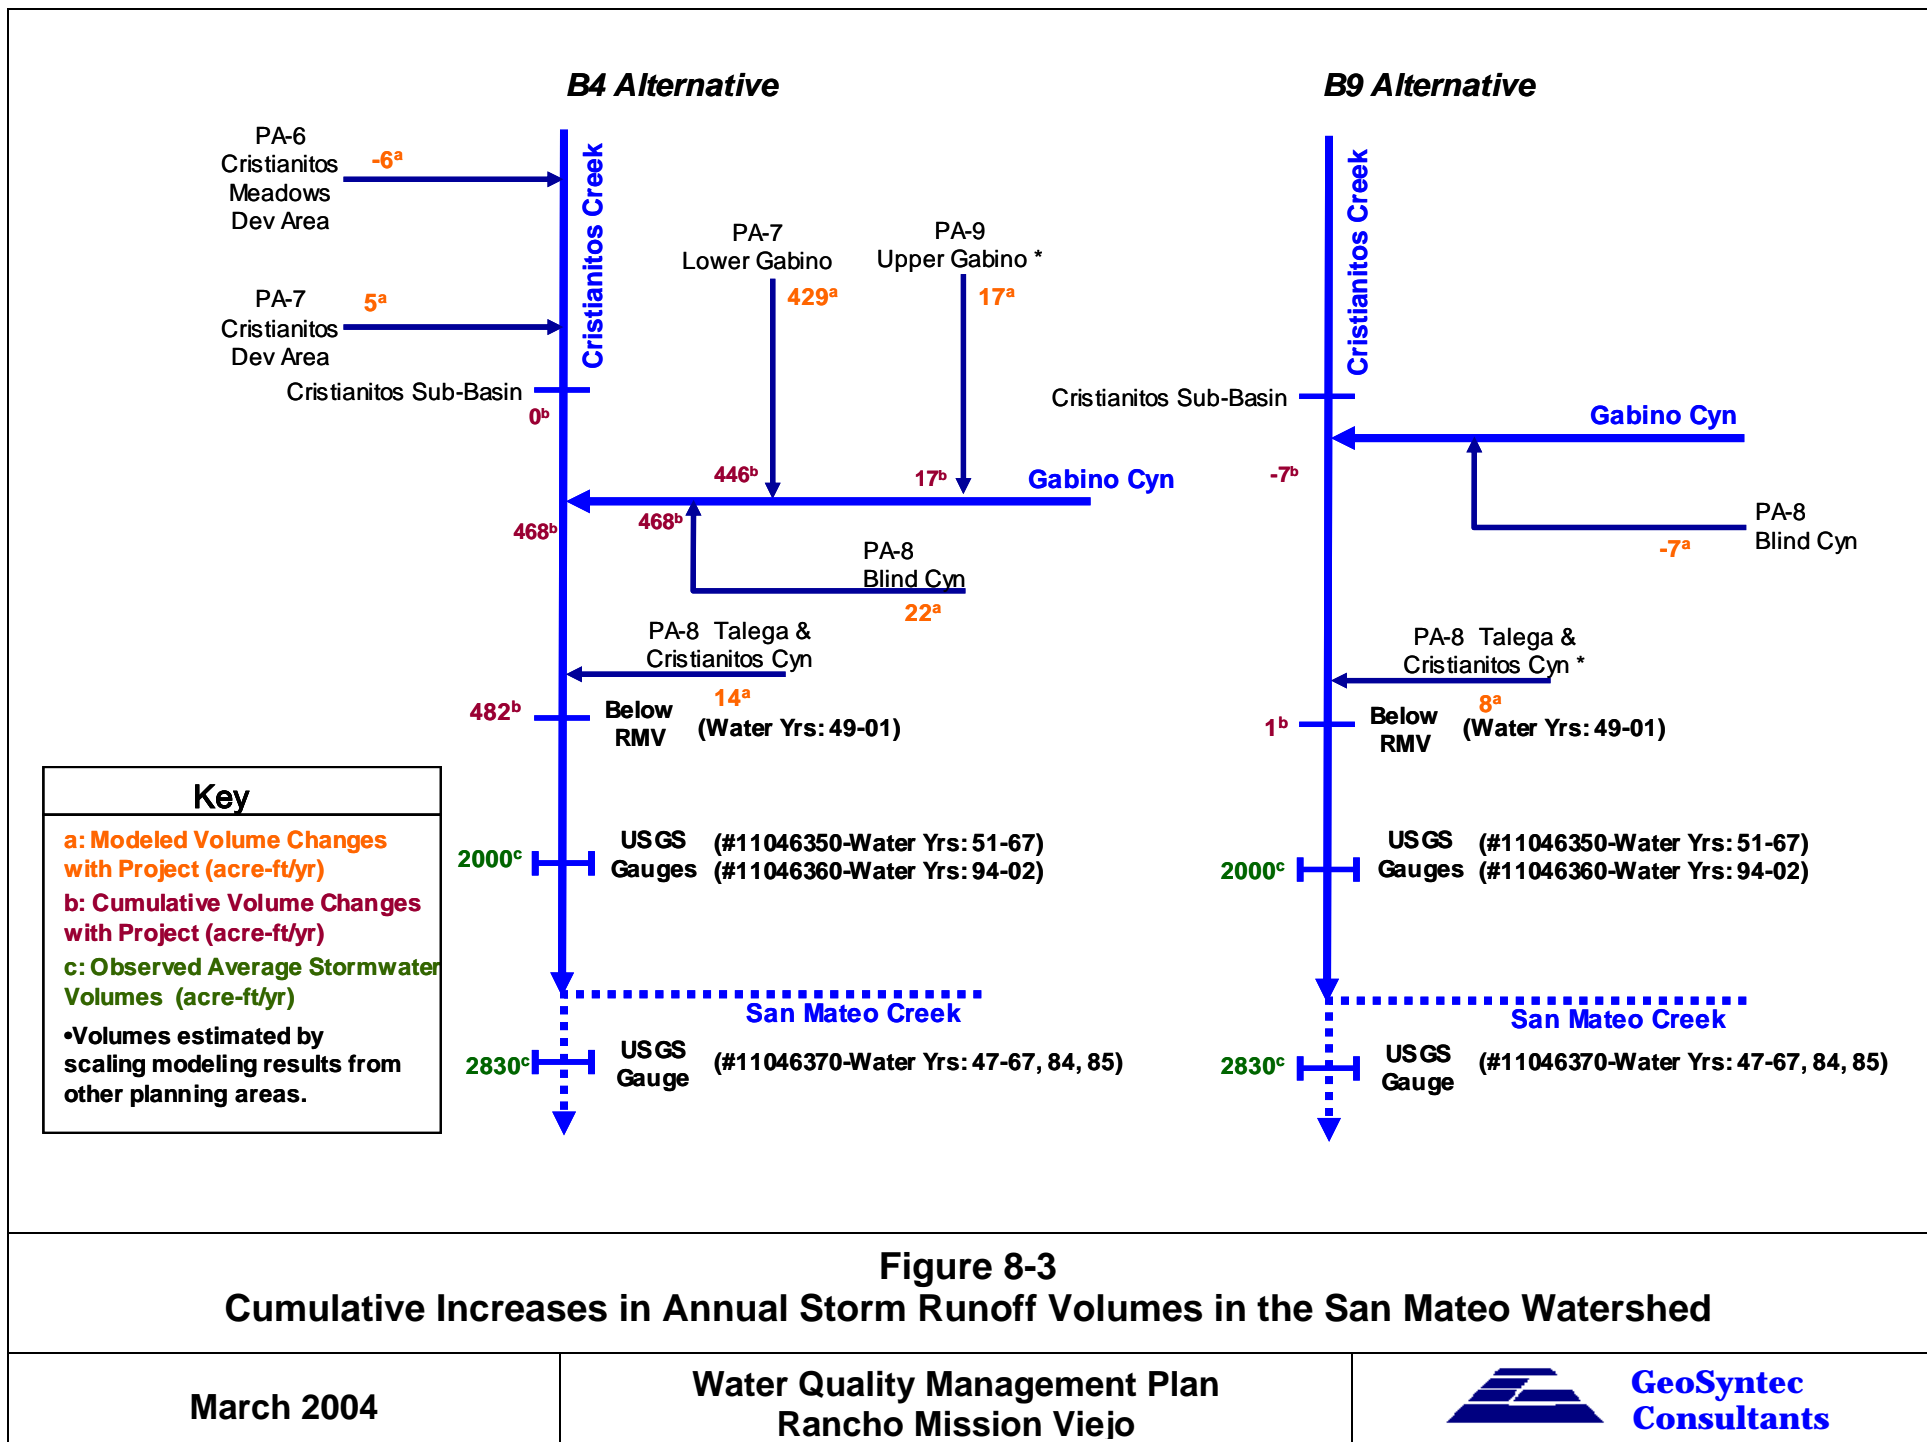 B4 Alternative
PA-6
Cristianitos
Meadows
Dev Area
-6a
PA-7
Cristianitos
Dev Area
5a
Cristianitos Creek
PA-7
Lower Gabino
429a
PA-9
Upper Gabino *
17a
Cristianitos Sub-Basin
0b
446b
17b
Gabino Cyn
468b
468b
PA-8
Blind Cyn
22a
PA-8 Talega &
Cristianitos Cyn
14a
482b
Below
RMV
(Water Yrs: 49-01)
2000c
USGS
Gauges
(#11046350-Water Yrs: 51-67)
(#11046360-Water Yrs: 94-02)
San Mateo Creek
2830c
USGS
Gauge
(#11046370-Water Yrs: 47-67, 84, 85)
B9 Alternative
Cristianitos Creek
Cristianitos Sub-Basin
Gabino Cyn
-7b
PA-8
Blind Cyn
-7a
PA-8 Talega &
Cristianitos Cyn *
8a
1b
Below
RMV
(Water Yrs: 49-01)
2000c
USGS
Gauges
(#11046350-Water Yrs: 51-67)
(#11046360-Water Yrs: 94-02)
San Mateo Creek
2830c
USGS
Gauge
(#11046370-Water Yrs: 47-67, 84, 85)
Key
a: Modeled Volume Changes
with Project (acre-ft/yr)
b: Cumulative Volume Changes
with Project (acre-ft/yr)
c: Observed Average Stormwater
Volumes (acre-ft/yr)
•Volumes estimated by
scaling modeling results from
other planning areas.
Figure 8-3
Cumulative Increases in Annual Storm Runoff Volumes in the San Mateo Watershed
March 2004
Water Quality Management Plan
Rancho Mission Viejo
GeoSyntec
Consultants